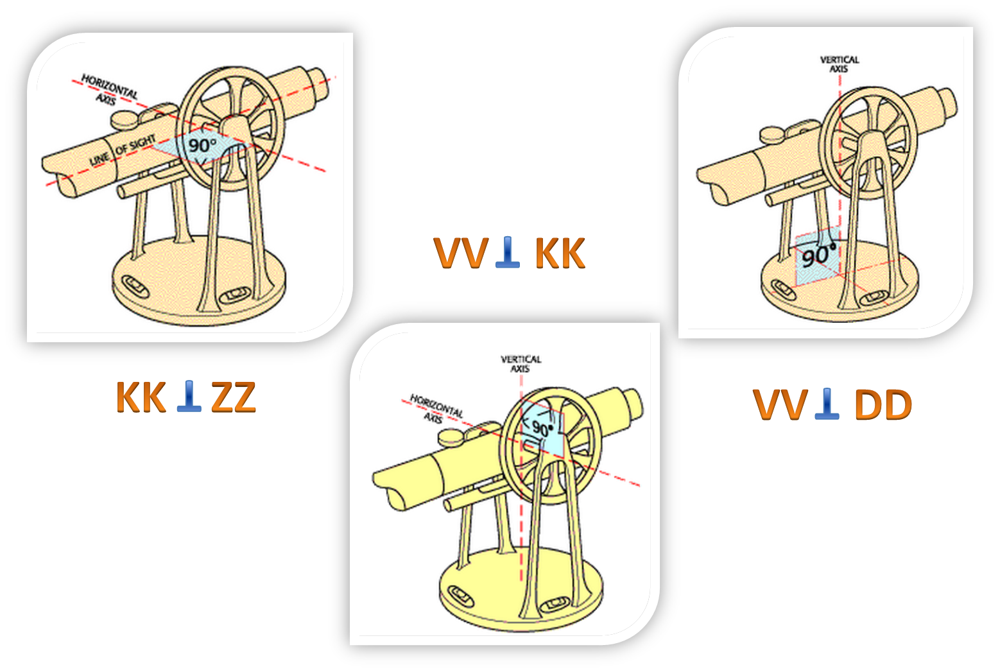 HORIZONTAL
AXIS
LINE OF SIGHT
90°
KK ⊥ ZZ
VV ⊥ KK
VERTICAL
AXIS
HORIZONTAL
AXIS
90°
VERTICAL
AXIS
90°
VV ⊥ DD